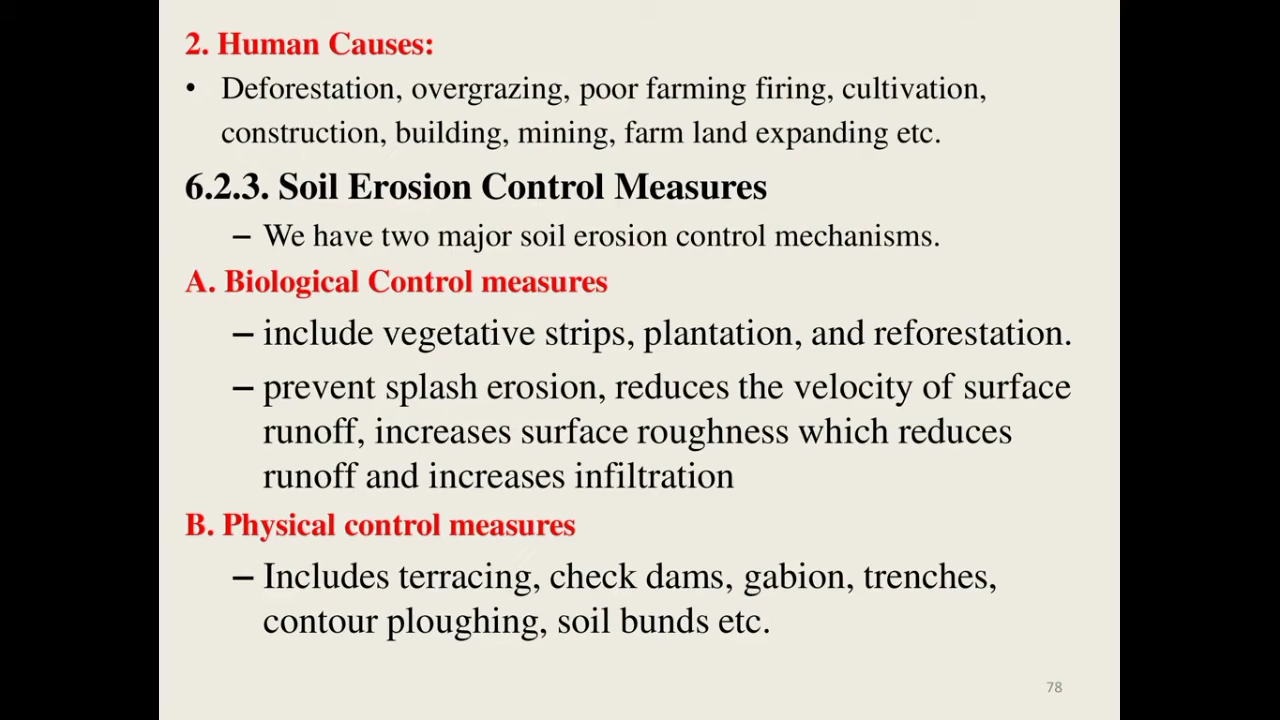 2. Human Causes:
• Deforestation, overgrazing, poor farming firing, cultivation,
construction, building, mining, farm land expanding etc.
6.2.3. Soil Erosion Control Measures
– We have two major soil erosion control mechanisms.
A. Biological Control measures
– include vegetative strips, plantation, and reforestation.
– prevent splash erosion, reduces the velocity of surface
runoff, increases surface roughness which reduces
runoff and increases infiltration
B. Physical control measures
– Includes terracing, check dams, gabion, trenches,
contour ploughing, soil bunds etc.
78